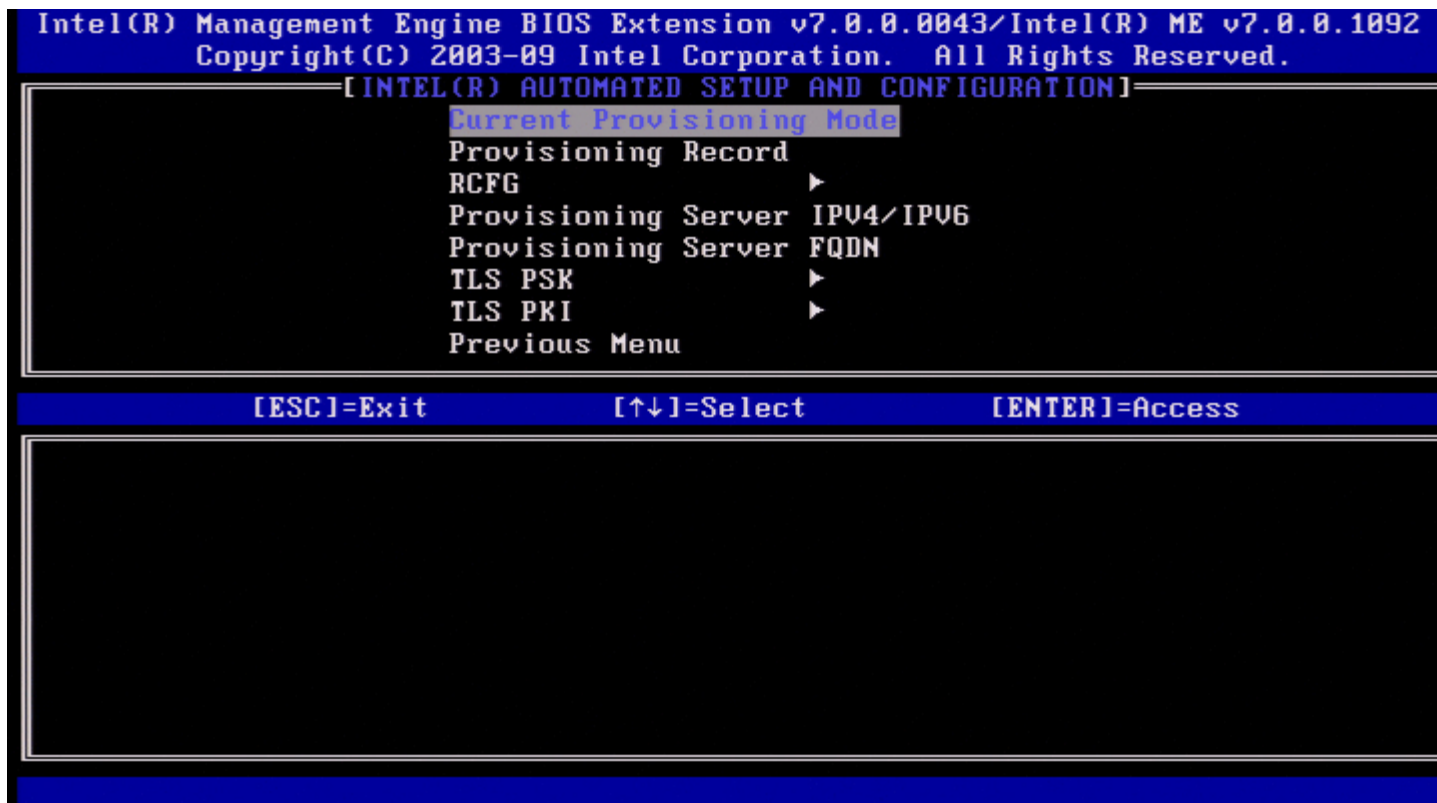 Intel(R) Management Engine BIOS Extension v7.0.0.0043/Intel(R) ME v7.0.0.1092
Copyright(C) 2003-09 Intel Corporation. All Rights Reserved.
[INTEL(R) AUTOMATED SETUP AND CONFIGURATION]
Current Provisioning Mode
Provisioning Record
RCFG ►
Provisioning Server IPV4/IPV6
Provisioning Server FQDN
TLS PSK ►
TLS PKI ►
Previous Menu
[ESC]=Exit [↑↓]=Select [ENTER]=Access